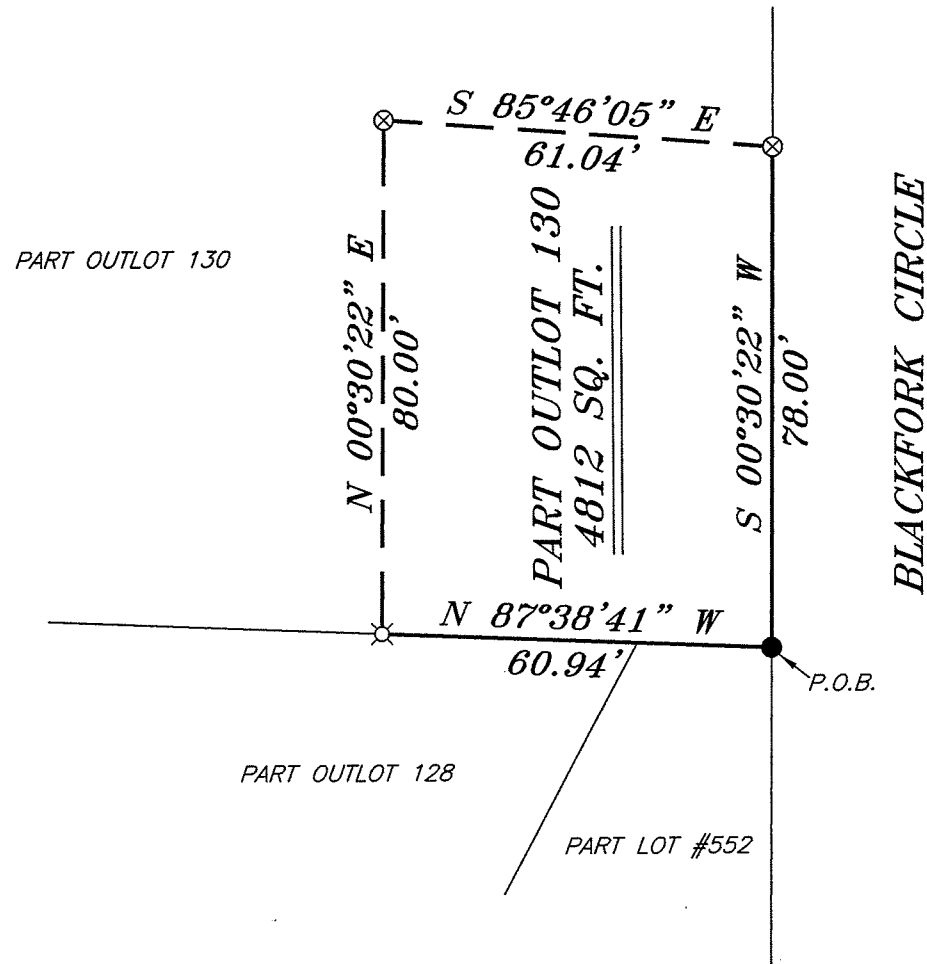 S 85°46'05" E
61.04'
PART OUTLOT 130
N 00°30'22" E
80.00'
PART OUTLOT 130
4812 SQ. FT.
S 00°30'22" W
78.00'
BLACKFORK CIRCLE
N 87°38'41" W
60.94'
P.O.B.
PART OUTLOT 128
PART LOT #552